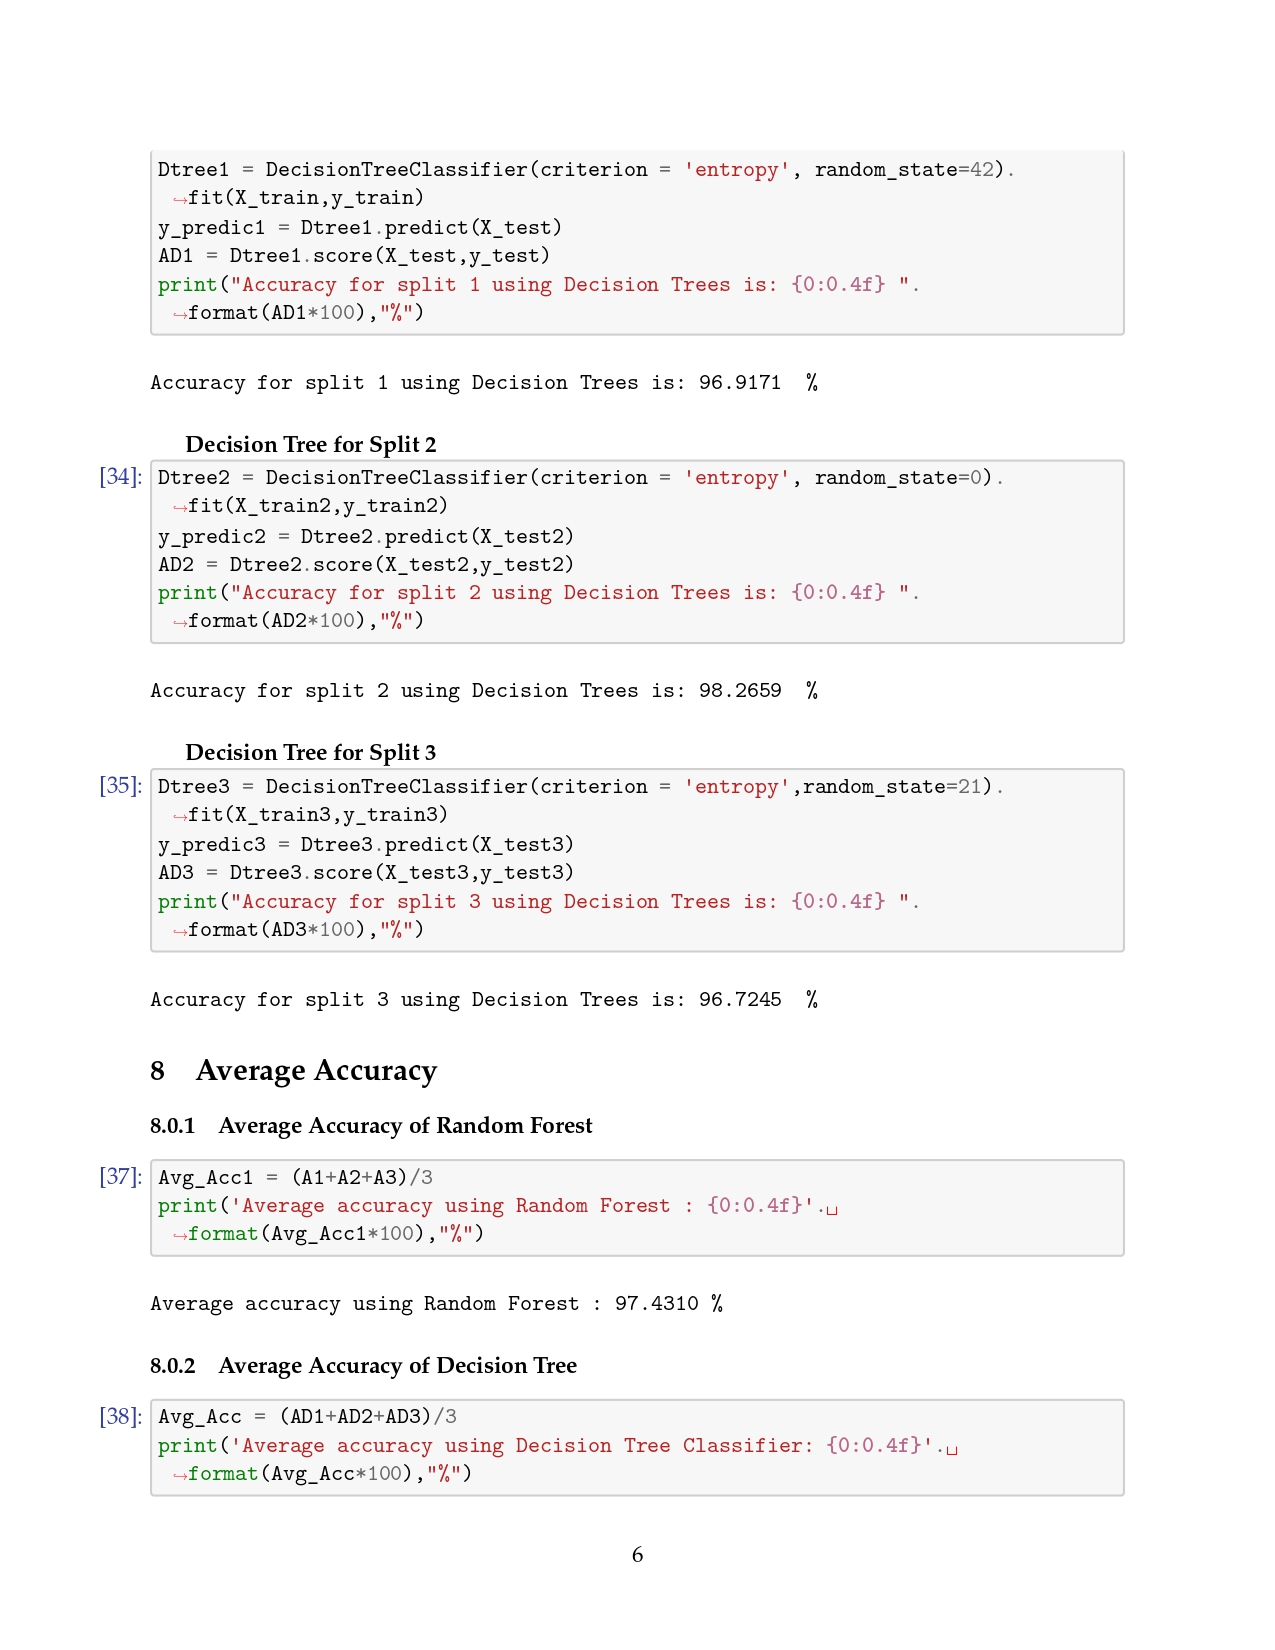 Dtree1 = DecisionTreeClassifier(criterion = 'entropy', random_state=42).
↪fit(X_train,y_train)
y_predic1 = Dtree1.predict(X_test)
AD1 = Dtree1.score(X_test,y_test)
print("Accuracy for split 1 using Decision Trees is: {0:0.4f} ".
↪format(AD1*100),"%")
Accuracy for split 1 using Decision Trees is: 96.9171  %
Decision Tree for Split 2
[34]: Dtree2 = DecisionTreeClassifier(criterion = 'entropy', random_state=0).
↪fit(X_train2,y_train2)
y_predic2 = Dtree2.predict(X_test2)
AD2 = Dtree2.score(X_test2,y_test2)
print("Accuracy for split 2 using Decision Trees is: {0:0.4f} ".
↪format(AD2*100),"%")
Accuracy for split 2 using Decision Trees is: 98.2659  %
Decision Tree for Split 3
[35]: Dtree3 = DecisionTreeClassifier(criterion = 'entropy',random_state=21).
↪fit(X_train3,y_train3)
y_predic3 = Dtree3.predict(X_test3)
AD3 = Dtree3.score(X_test3,y_test3)
print("Accuracy for split 3 using Decision Trees is: {0:0.4f} ".
↪format(AD3*100),"%")
Accuracy for split 3 using Decision Trees is: 96.7245  %
8 Average Accuracy
8.0.1 Average Accuracy of Random Forest
[37]: Avg_Acc1 = (A1+A2+A3)/3
print('Average accuracy using Random Forest : {0:0.4f}'.␣
↪format(Avg_Acc1*100),"%")
Average accuracy using Random Forest : 97.4310 %
8.0.2 Average Accuracy of Decision Tree
[38]: Avg_Acc = (AD1+AD2+AD3)/3
print('Average accuracy using Decision Tree Classifier: {0:0.4f}'.␣
↪format(Avg_Acc*100),"%")
6